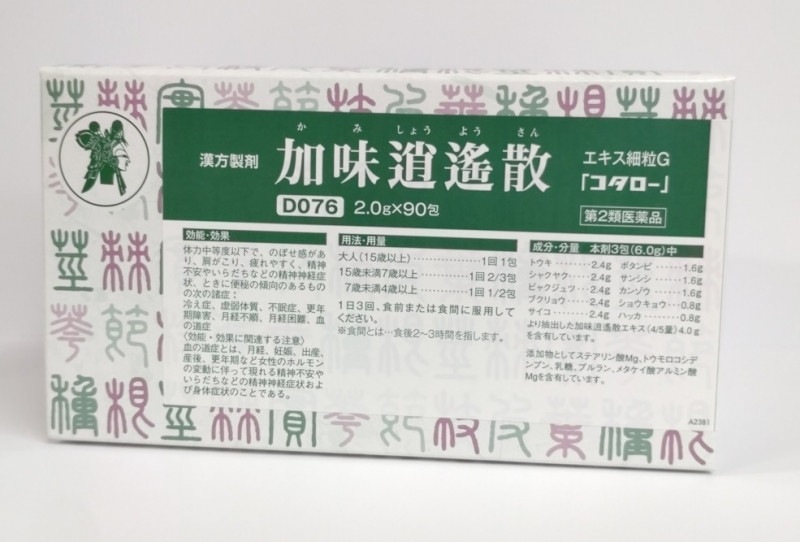 か み しょう よう さん
漢方製剤
加味逍遙散
エキス細粒G
「コタロー」
D076 2.0g×90包
第2類医薬品
効能・効果
体力中等度以下で、のぼせ感があ
り、肩がこり、疲れやすく、精神
不安やいらだちなどの精神神経症
状、ときに便秘の傾向のあるもの
の次の諸症：
冷え症、虚弱体質、不眠症、更年
期障害、月経不順、月経困難、血
の道症
〈効能・効果に関連する注意〉
血の道症とは、月経、妊娠、出産、
産後、更年期など女性のホルモン
の変動に伴って現れる精神不安や
いらだちなどの精神神経症状およ
び身体症状のことである。
用法・用量
大人(15歳以上)…………1回 1包
15歳未満7歳以上…………1回 2/3包
7歳未満4歳以上…………1回 1/2包
1日3回、食前または食間に服用して
ください。
※食間とは…食後2〜3時間を指します。
成分・分量 本剤3包(6.0g)中
トウキ………2.4g ボタンピ……1.6g
シャクヤク……2.4g サンシシ……1.6g
ビャクジュツ…2.4g カンゾウ……1.6g
ブクリョウ……2.4g ショウキョウ…0.8g
サイコ………2.4g ハッカ………0.8g
より抽出した加味逍遙散エキス(4/5量)4.0g
を含有しています。
添加物としてステアリン酸Mg、トウモロコシデ
ンプン、乳糖、プルラン、メタケイ酸アルミン酸
Mgを含有しています。
A2381